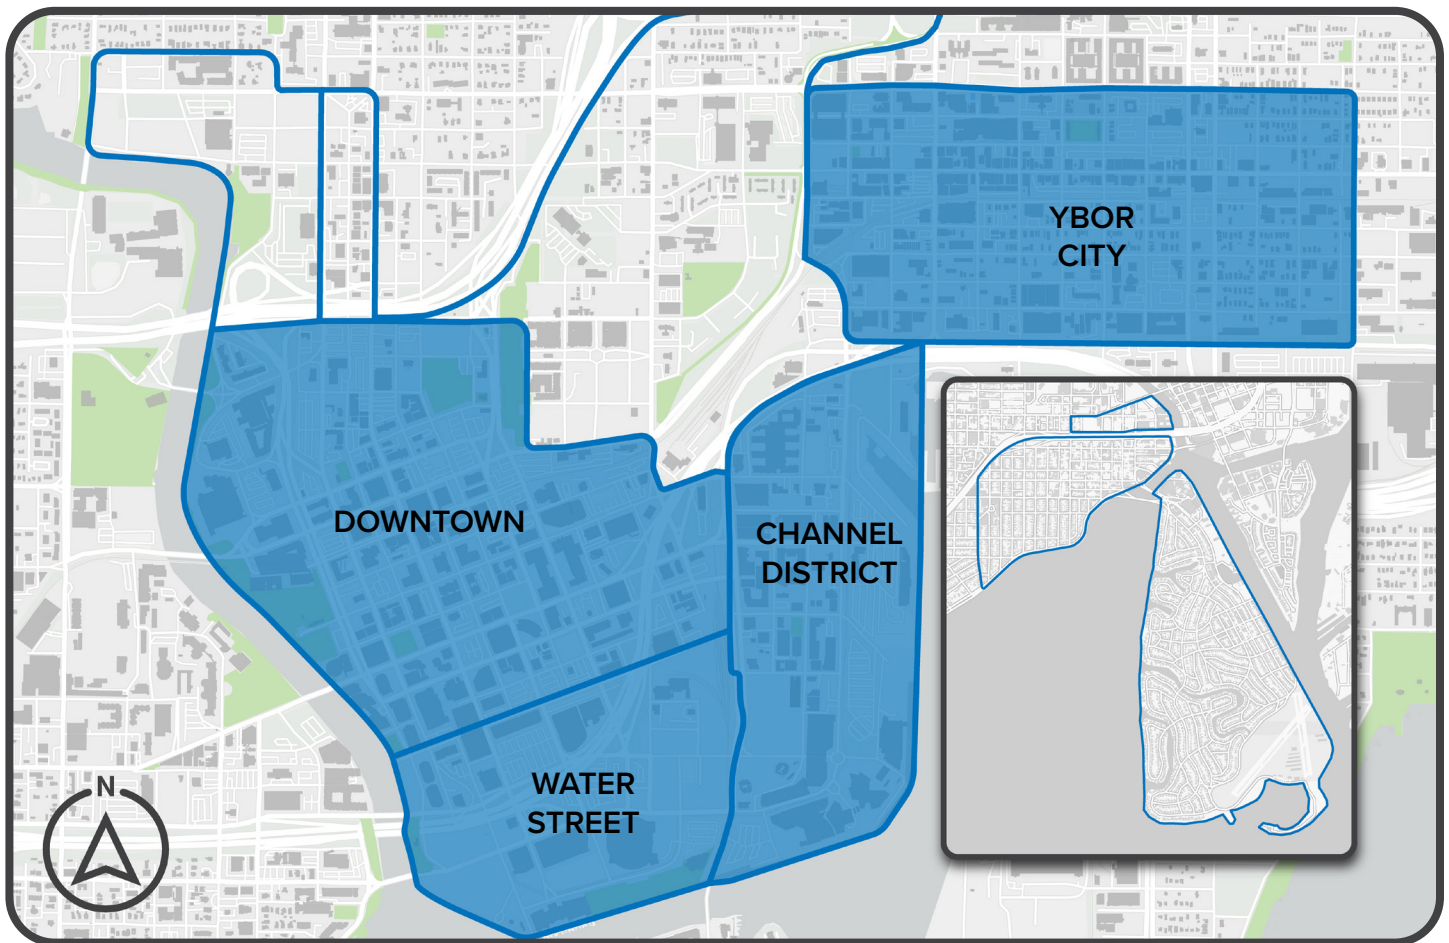 YBOR
CITY
DOWNTOWN
CHANNEL
DISTRICT
WATER
STREET
N